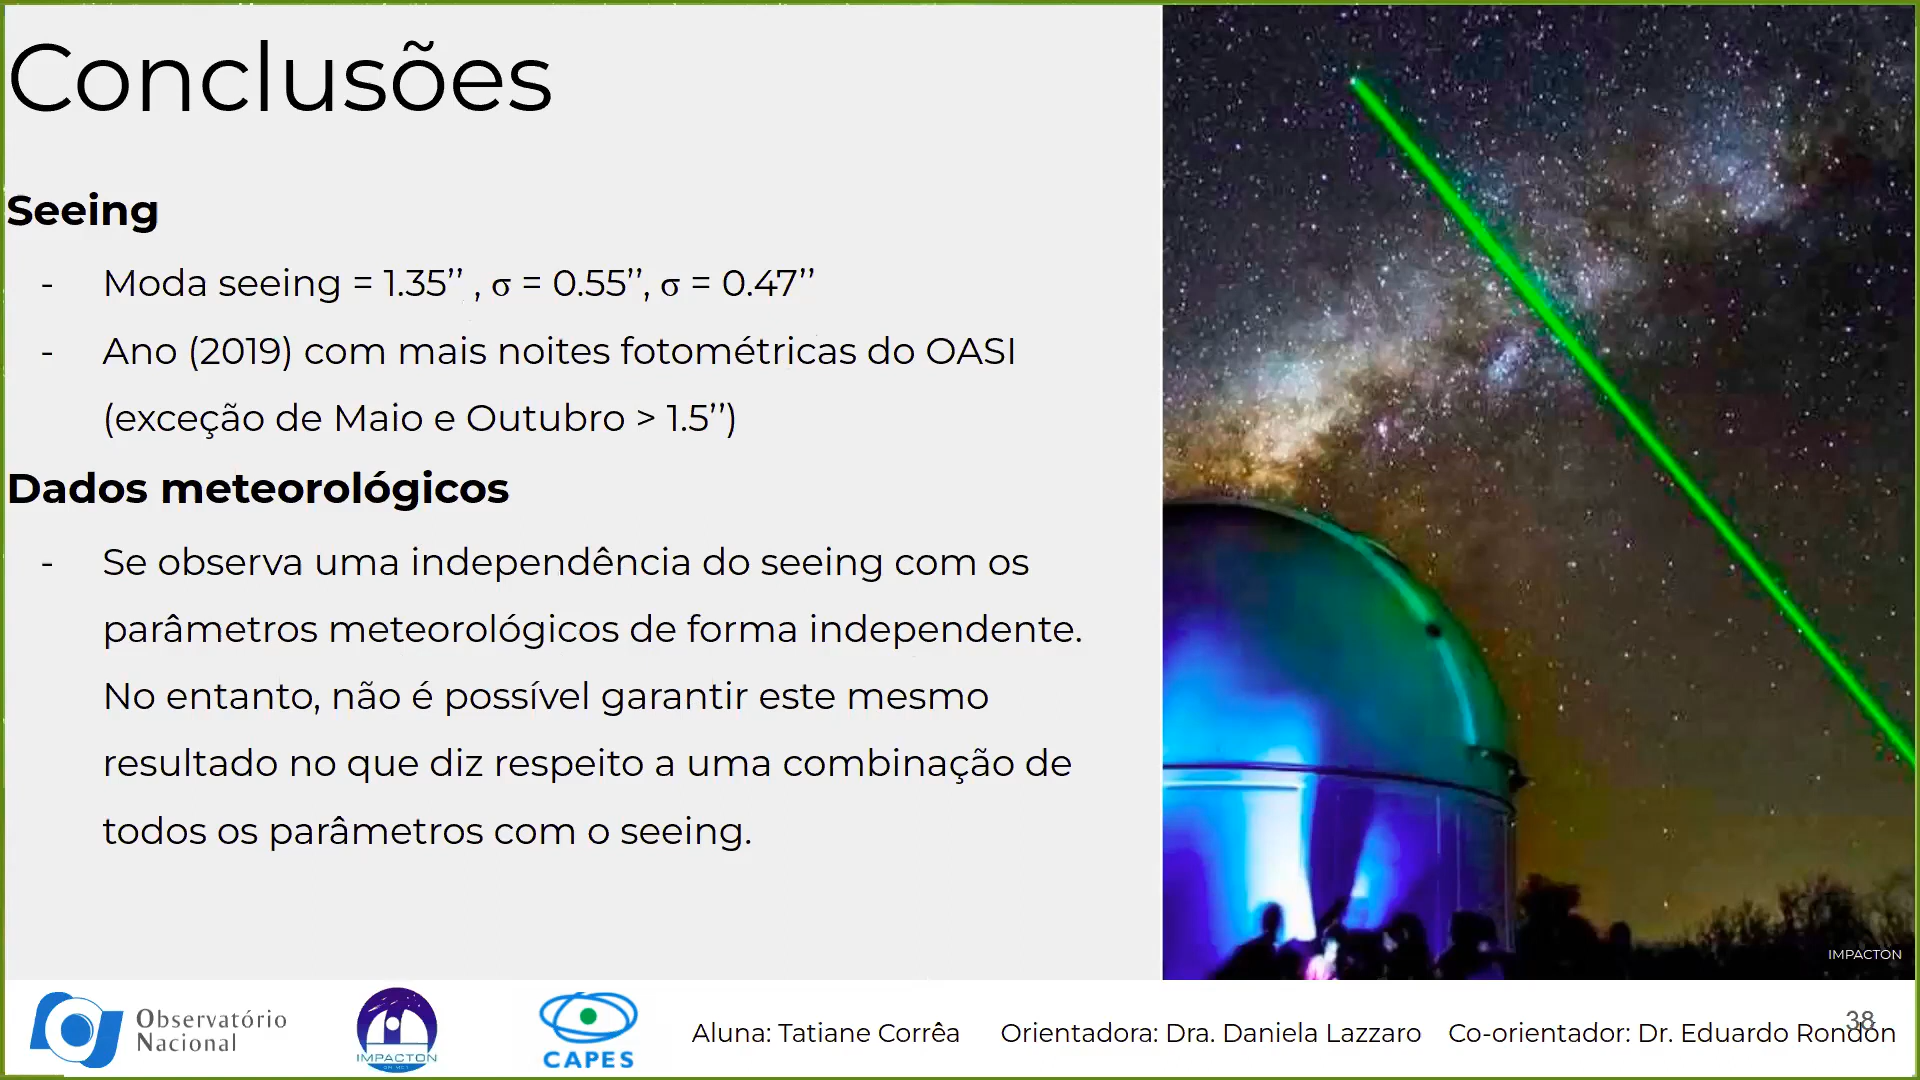 Conclusões
Seeing
- Moda seeing = 1.35’’ , σ = 0.55’’, σ = 0.47’’
- Ano (2019) com mais noites fotométricas do OASI
(exceção de Maio e Outubro > 1.5’’)
Dados meteorológicos
- Se observa uma independência do seeing com os
parâmetros meteorológicos de forma independente.
No entanto, não é possível garantir este mesmo
resultado no que diz respeito a uma combinação de
todos os parâmetros com o seeing.
IMPACTON
Observatório
Nacional
IMPACTON
CAPES
Aluna: Tatiane Corrêa Orientadora: Dra. Daniela Lazzaro Co-orientador: Dr. Eduardo Rondón
38